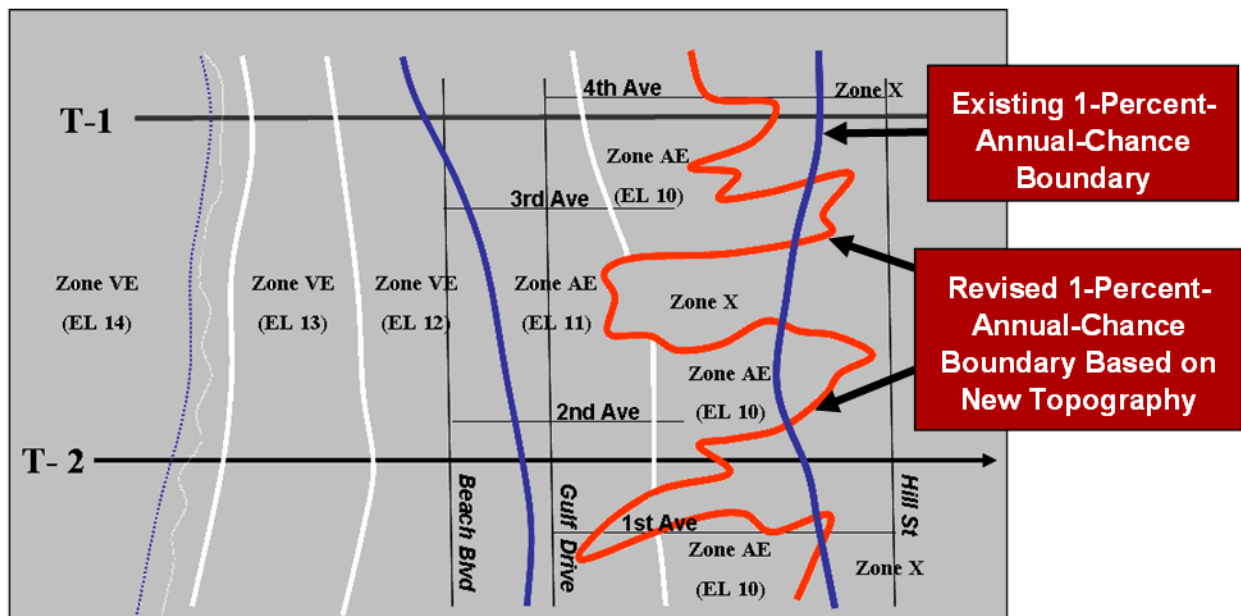 4th Ave
Zone X
T-1
Existing 1-Percent-
Annual-Chance
Boundary
Zone AE
(EL 10)
3rd Ave
Zone VE
(EL 14)
Zone VE
(EL 13)
Zone VE
(EL 12)
Zone AE
(EL 11)
Zone X
Revised 1-Percent-
Annual-Chance
Boundary Based on
New Topography
Zone AE
(EL 10)
2nd Ave
T- 2
Beach Blvd
Gulf Drive
Hill St
1st Ave
Zone AE
(EL 10)
Zone X